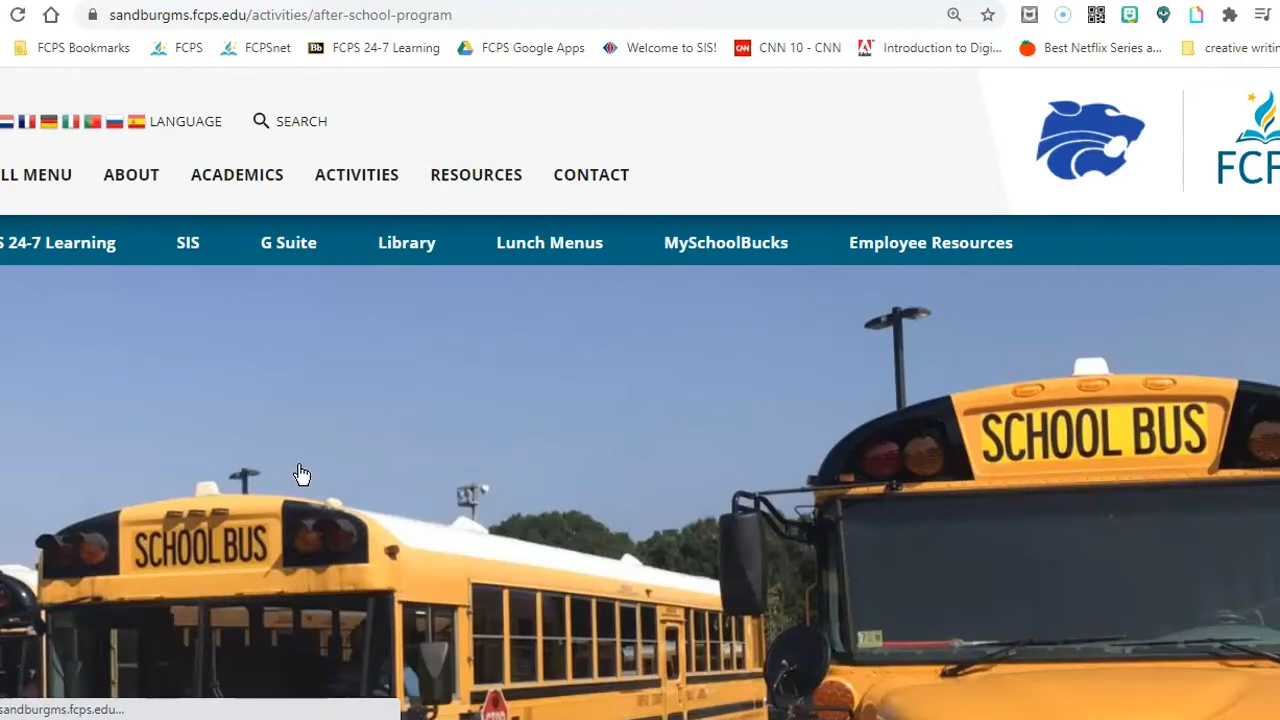 sandburgms.fcps.edu/activities/after-school-program
FCPS Bookmarks FCPS FCPSnet Bb FCPS 24-7 Learning FCPS Google Apps Welcome to SIS! CNN CNN 10 - CNN Introduction to Digi... Best Netflix Series a... creative writin
LANGUAGE SEARCH
LL MENU ABOUT ACADEMICS ACTIVITIES RESOURCES CONTACT
FCP
S 24-7 Learning SIS G Suite Library Lunch Menus MySchoolBucks Employee Resources
SCHOOL BUS
SCHOOL BUS
sandburgms.fcps.edu...